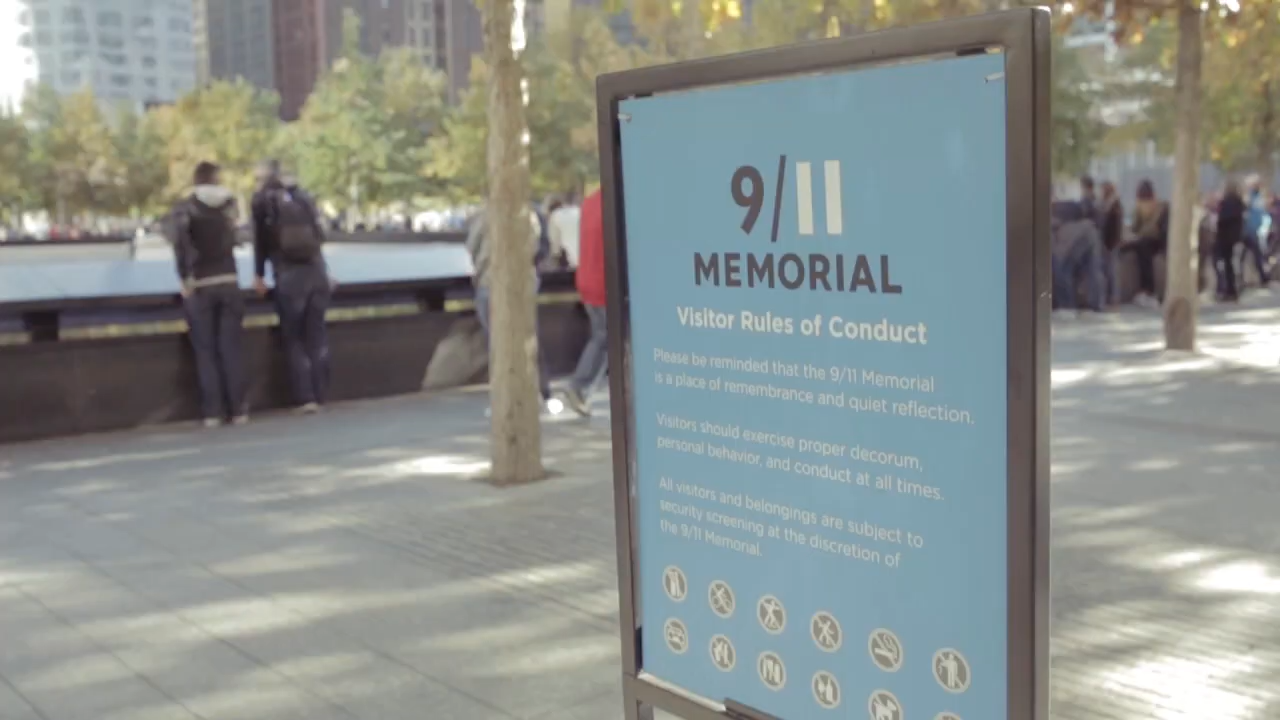 9/11
MEMORIAL
Visitor Rules of Conduct
Please be reminded that the 9/11 Memorial
is a place of remembrance and quiet reflection.
Visitors should exercise proper decorum,
personal behavior, and conduct at all times.
All visitors and belongings are subject to
security screening at the discretion of
the 9/11 Memorial.